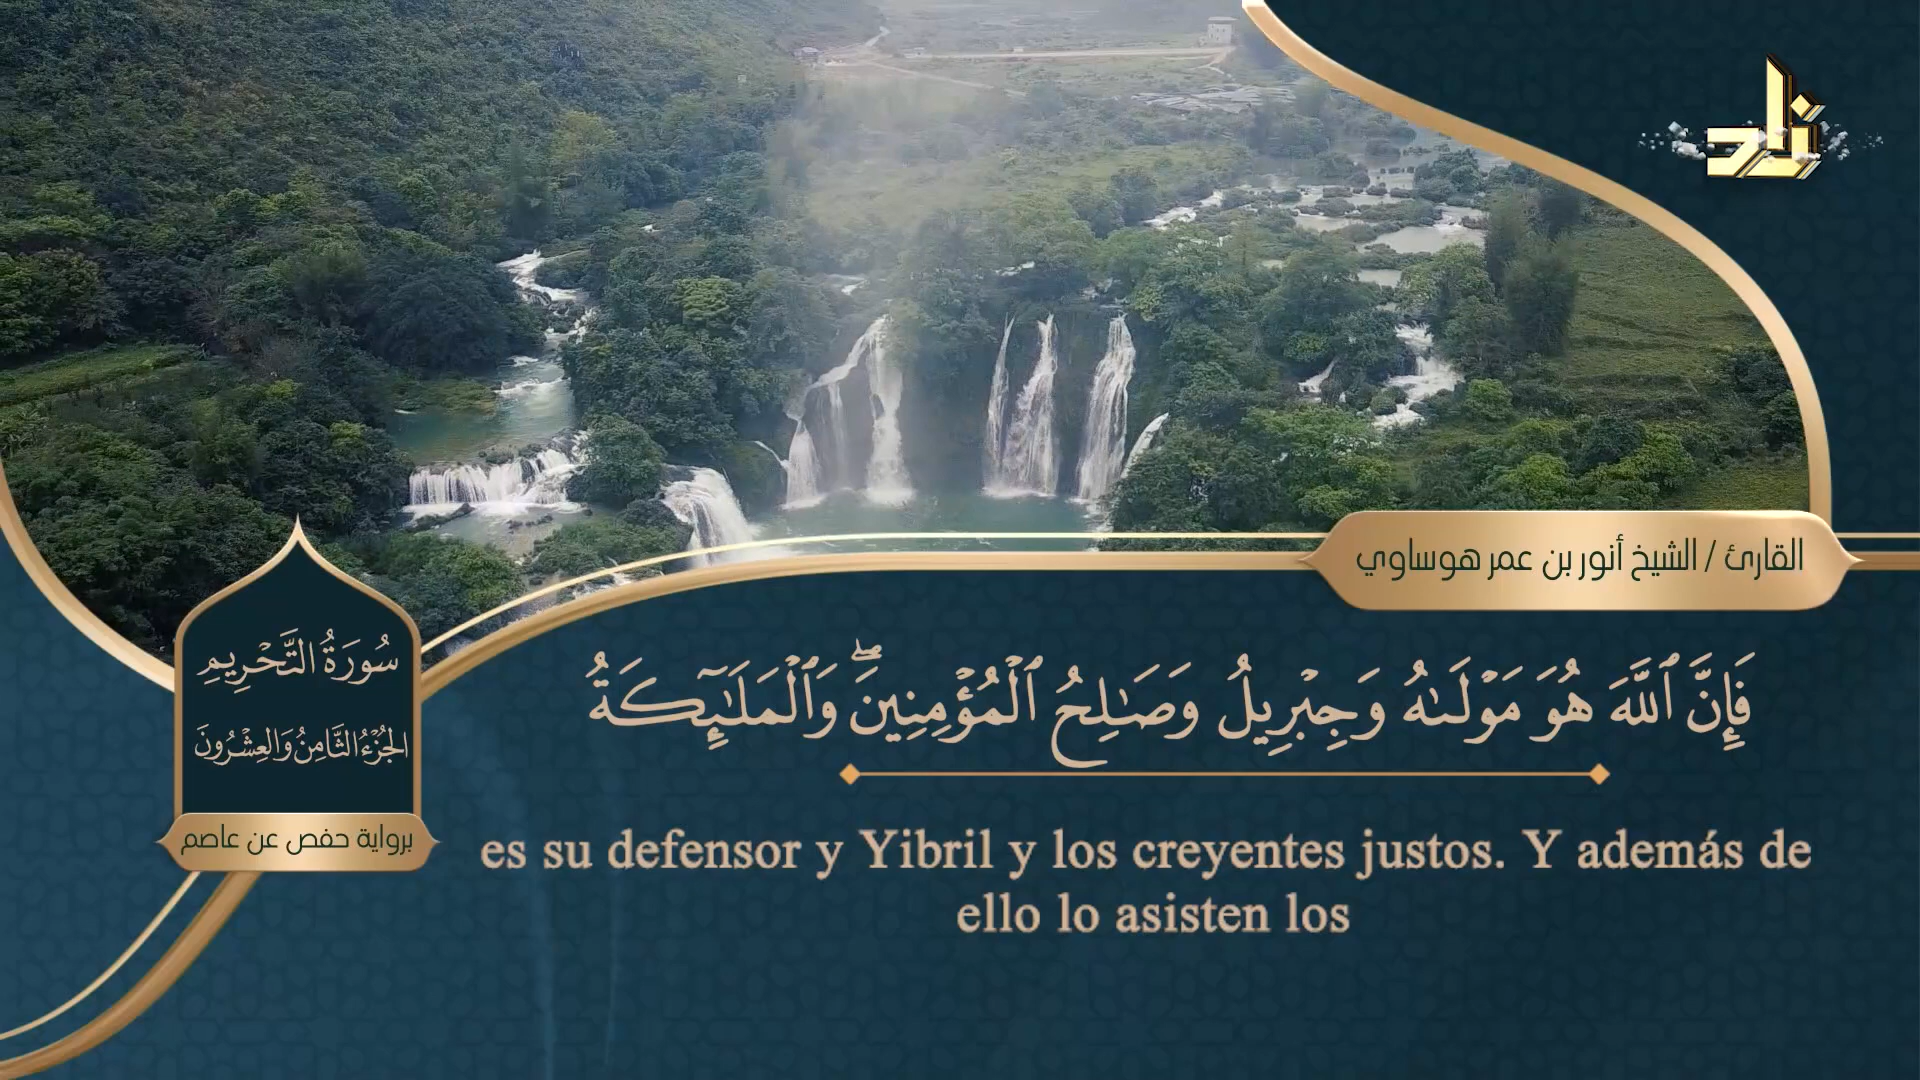 زاد
القارئ / الشيخ أنور بن عمر هوساوي
سُورَةُ التَّحْرِيمِ
الجُزْءُ الثَّامِنُ وَالعِشْرُونَ
برواية حفص عن عاصم
فَإِنَّ ٱللَّهَ هُوَ مَوْلَىٰهُ وَجِبْرِيلُ وَصَٰلِحُ ٱلْمُؤْمِنِينَۖ وَٱلْمَلَٰٓئِكَةُ
es su defensor y Yibril y los creyentes justos. Y además de
ello lo asisten los